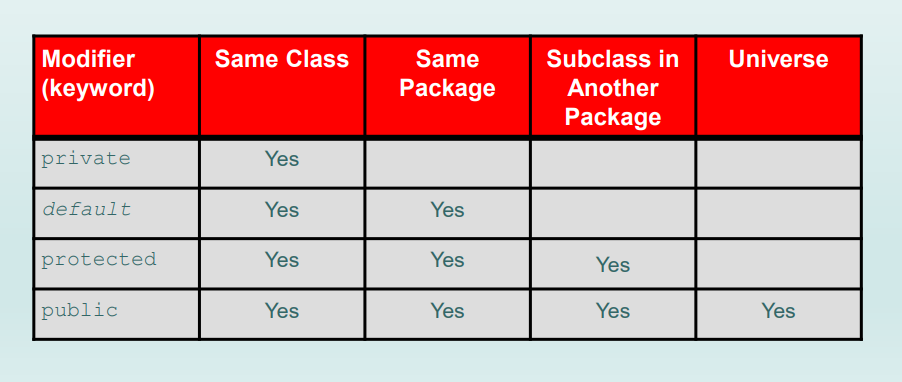 Modifier Same Class Same Subclass in Universe
(keyword) Package Another
Package
private Yes
default Yes Yes
protected Yes Yes Yes
public Yes Yes Yes Yes